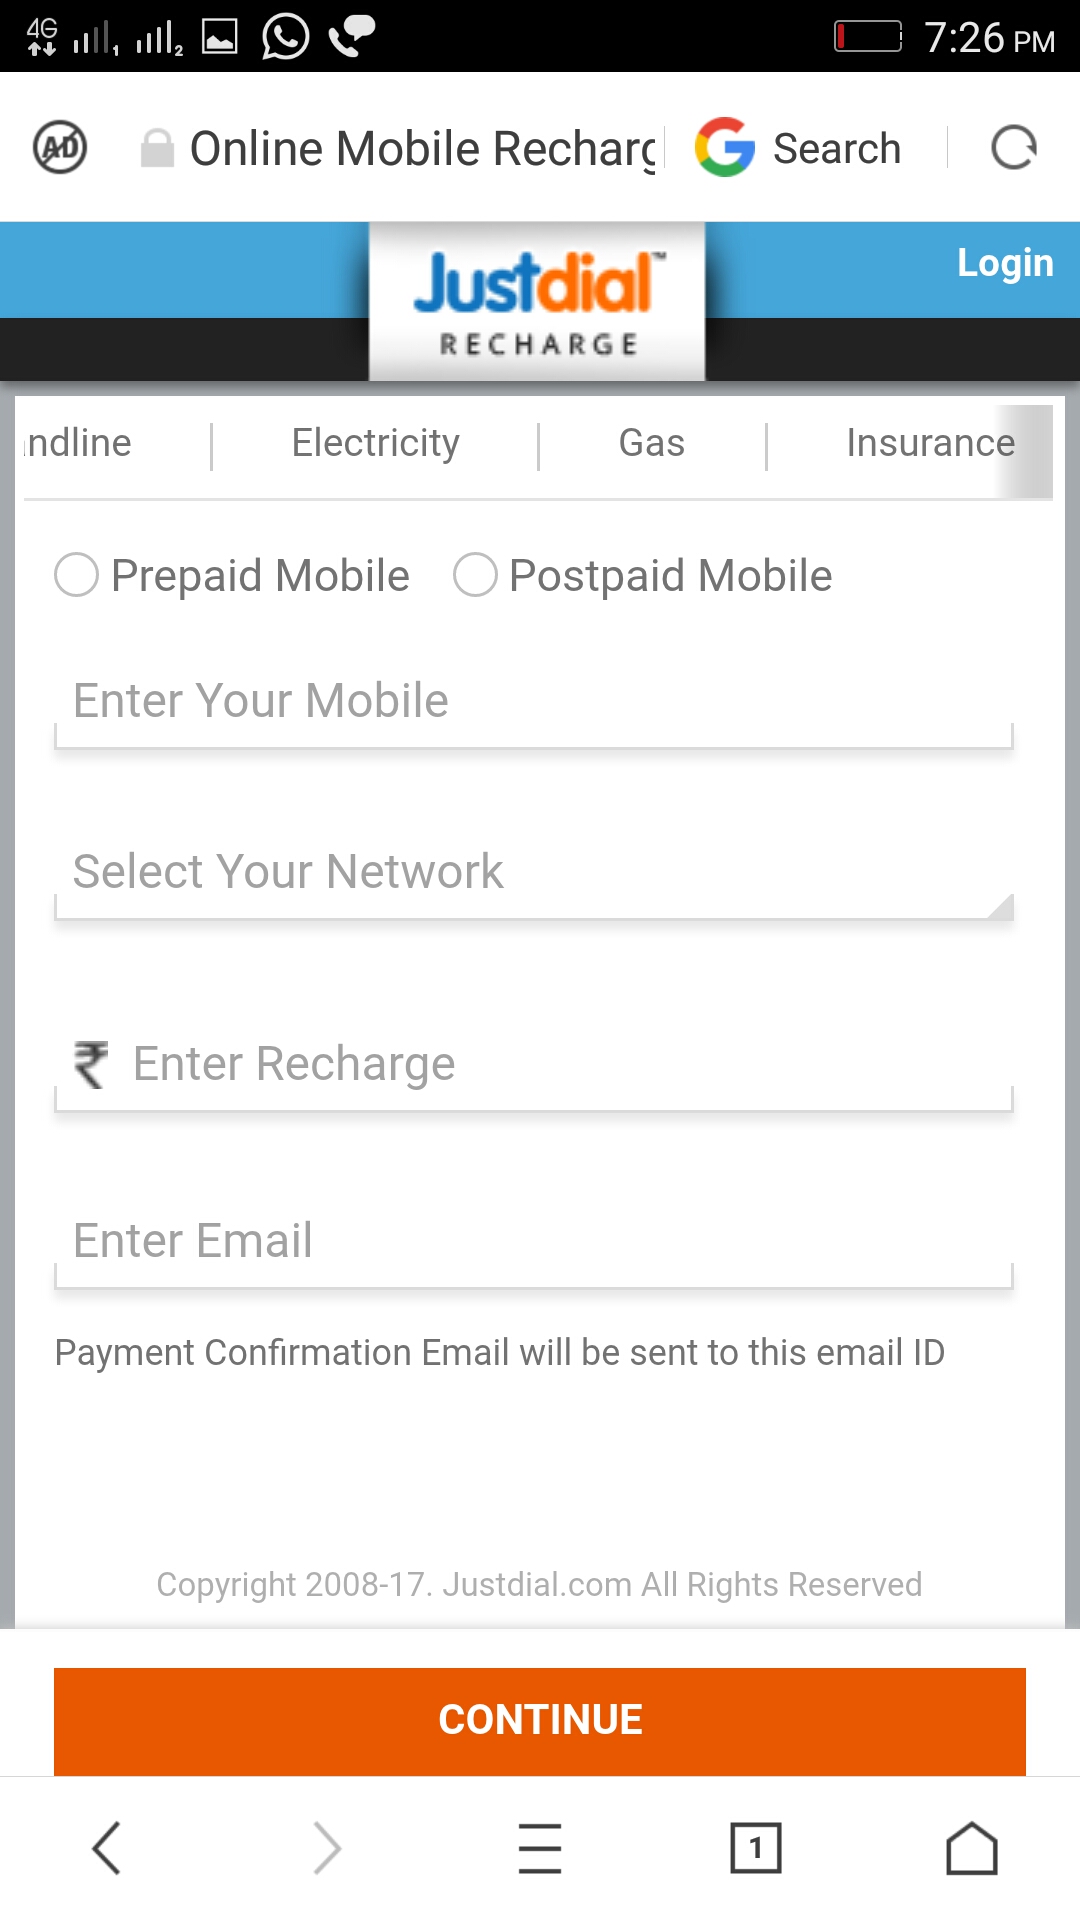 4G 1 2 7:26 PM
AD Online Mobile Recharg Search
Justdial™ Login
RECHARGE
ndline Electricity Gas Insurance
Prepaid Mobile Postpaid Mobile
Enter Your Mobile
Select Your Network
₹ Enter Recharge
Enter Email
Payment Confirmation Email will be sent to this email ID
Copyright 2008-17. Justdial.com All Rights Reserved
CONTINUE
1